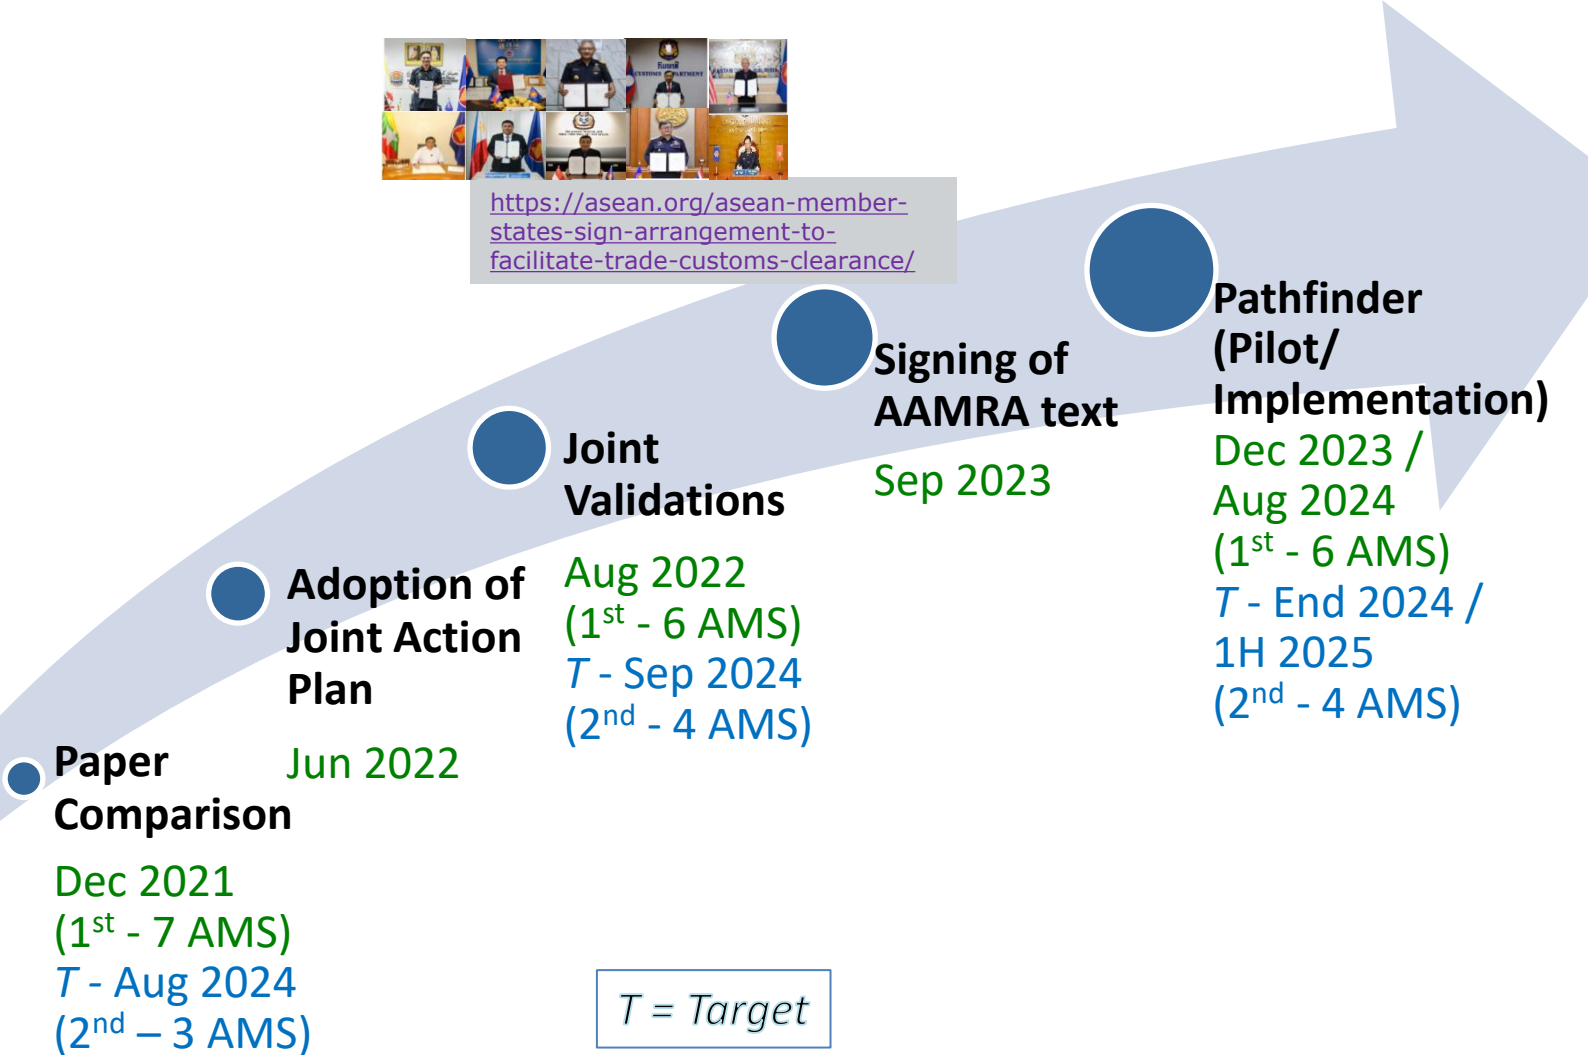 https://asean.org/asean-member-
states-sign-arrangement-to-
facilitate-trade-customs-clearance/
Paper
Comparison
Dec 2021
(1st - 7 AMS)
T - Aug 2024
(2nd – 3 AMS)
Adoption of
Joint Action
Plan
Jun 2022
Joint
Validations
Aug 2022
(1st - 6 AMS)
T - Sep 2024
(2nd - 4 AMS)
Signing of
AAMRA text
Sep 2023
Pathfinder
(Pilot/
Implementation)
Dec 2023 /
Aug 2024
(1st - 6 AMS)
T - End 2024 /
1H 2025
(2nd - 4 AMS)
T = Target